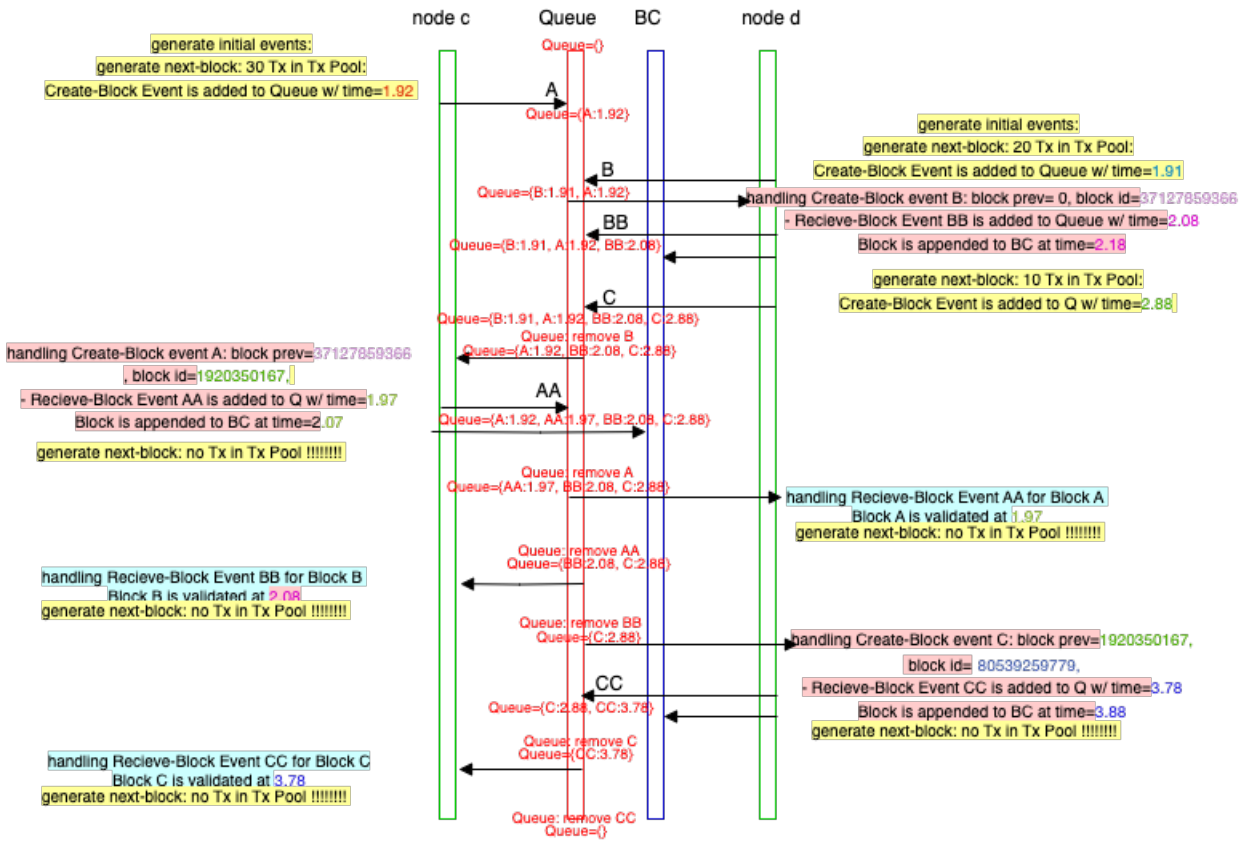 node c Queue BC node d
Queue={}
generate initial events:
generate next-block: 30 Tx in Tx Pool:
Create-Block Event is added to Queue w/ time=1.92
A
Queue={A:1.92}
generate initial events:
generate next-block: 20 Tx in Tx Pool:
Create-Block Event is added to Queue w/ time=1.91
B
Queue={B:1.91, A:1.92}
handling Create-Block event B: block prev= 0, block id=37127859366
- Recieve-Block Event BB is added to Queue w/ time=2.08
BB
Queue={B:1.91, A:1.92, BB:2.08}
Block is appended to BC at time=2.18
generate next-block: 10 Tx in Tx Pool:
Create-Block Event is added to Q w/ time=2.88
C
Queue={B:1.91, A:1.92, BB:2.08, C:2.88}
Queue: remove B
Queue={A:1.92, BB:2.08, C:2.88}
handling Create-Block event A: block prev=37127859366
, block id=1920350167,
- Recieve-Block Event AA is added to Q w/ time=1.97
AA
Block is appended to BC at time=2.07
Queue={A:1.92, AA:1.97, BB:2.08, C:2.88}
generate next-block: no Tx in Tx Pool !!!!!!!!
Queue: remove A
Queue={AA:1.97, BB:2.08, C:2.88}
handling Recieve-Block Event AA for Block A
Block A is validated at 1.97
generate next-block: no Tx in Tx Pool !!!!!!!!
Queue: remove AA
Queue={BB:2.08, C:2.88}
handling Recieve-Block Event BB for Block B
Block B is validated at 2.08
generate next-block: no Tx in Tx Pool !!!!!!!!
Queue: remove BB
Queue={C:2.88}
handling Create-Block event C: block prev=1920350167,
block id= 80539259779,
- Recieve-Block Event CC is added to Q w/ time=3.78
CC
Queue={C:2.88, CC:3.78}
Block is appended to BC at time=3.88
generate next-block: no Tx in Tx Pool !!!!!!!!
Queue: remove C
Queue={CC:3.78}
handling Recieve-Block Event CC for Block C
Block C is validated at 3.78
generate next-block: no Tx in Tx Pool !!!!!!!!
Queue: remove CC
Queue={}